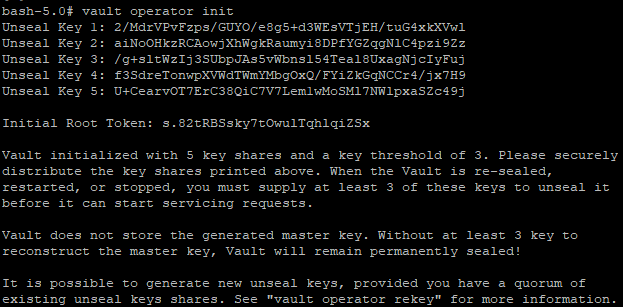 bash-5.0# vault operator init
Unseal Key 1: 2/MdrVPvFzps/GUYO/e8g5+d3WEsVTjEH/tuG4xkXVwl
Unseal Key 2: aiNoOHkzRCAowjXhWgkRaumyi8DPfYGZqgNlC4pzi9Zz
Unseal Key 3: /g+sltWzIj3SUbpJAs5vWbnsl54Teal8UxagNjcIyFuj
Unseal Key 4: f3SdreTonwpXVWdTWmYMbgOxQ/FYiZkGqNCCr4/jx7H9
Unseal Key 5: U+CearvOT7ErC38QiC7V7LemlwMoSMl7NWlpxaSZc49j

Initial Root Token: s.82tRBSsky7tOwulTqhlqiZSx

Vault initialized with 5 key shares and a key threshold of 3. Please securely
distribute the key shares printed above. When the Vault is re-sealed,
restarted, or stopped, you must supply at least 3 of these keys to unseal it
before it can start servicing requests.

Vault does not store the generated master key. Without at least 3 key to
reconstruct the master key, Vault will remain permanently sealed!

It is possible to generate new unseal keys, provided you have a quorum of
existing unseal keys shares. See "vault operator rekey" for more information.